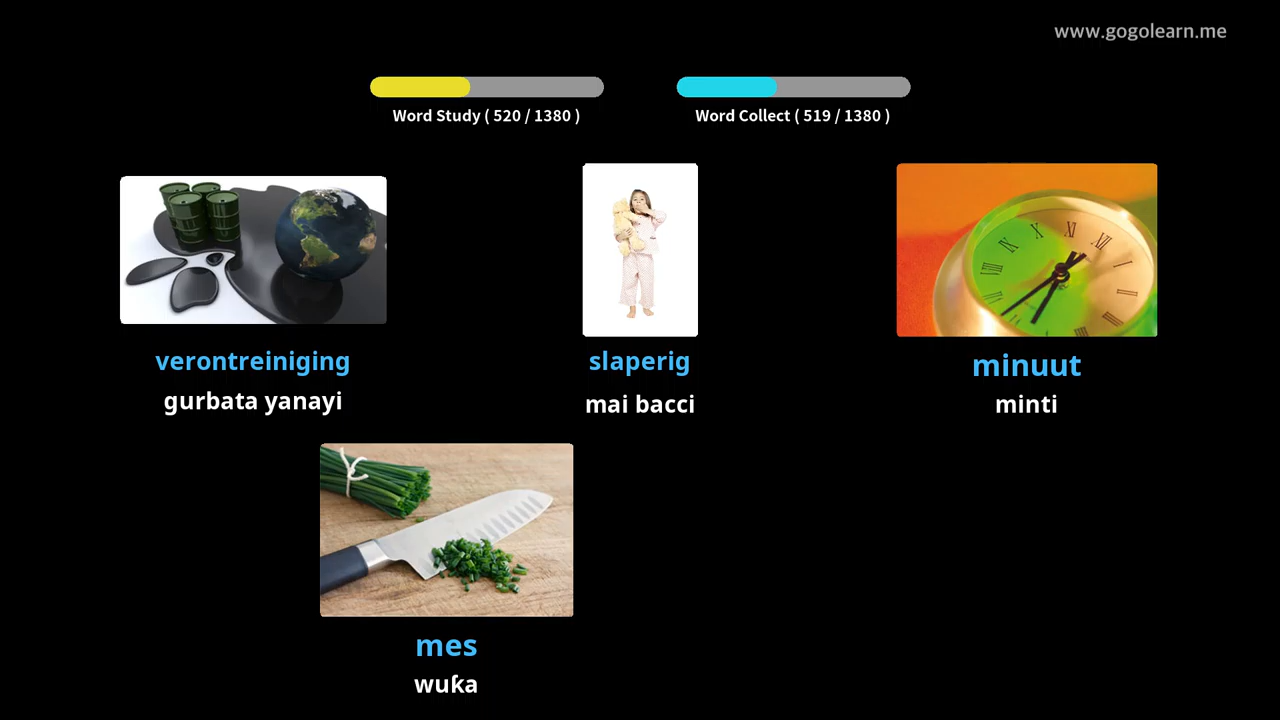 www.gogolearn.me
Word Study ( 520 / 1380 )
Word Collect ( 519 / 1380 )
verontreiniging
gurbata yanayi
slaperig
mai bacci
minuut
minti
mes
wuƙa